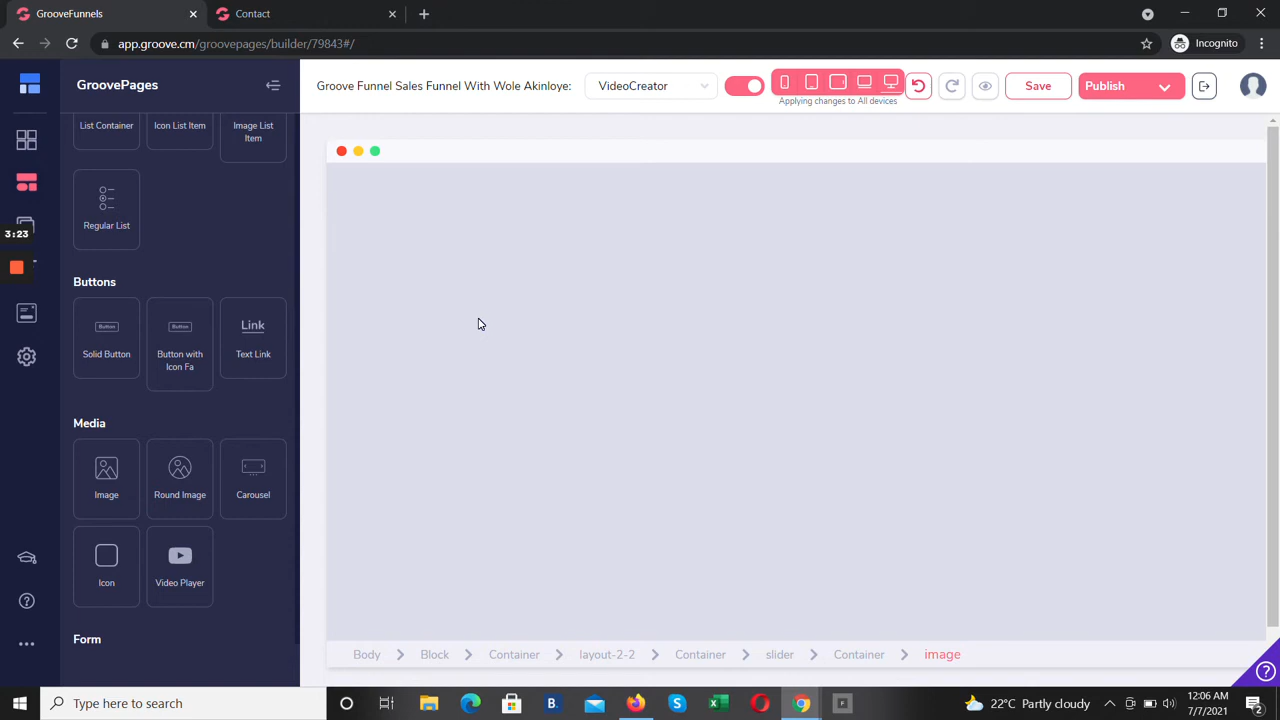 GrooveFunnels
Contact
app.groove.cm/groovepages/builder/79843#/
Incognito
GroovePages
Groove Funnel Sales Funnel With Wole Akinloye:
VideoCreator
Applying changes to All devices
Save
Publish
List Container
Icon List Item
Image List
Item
Regular List
3:23
Buttons
Button
Solid Button
Button
Button with
Icon Fa
Link
Text Link
Media
Image
Round Image
Carousel
Icon
Video Player
Form
Body
Block
Container
layout-2-2
Container
slider
Container
image
Type here to search
22°C Partly cloudy
12:06 AM
7/7/2021
2